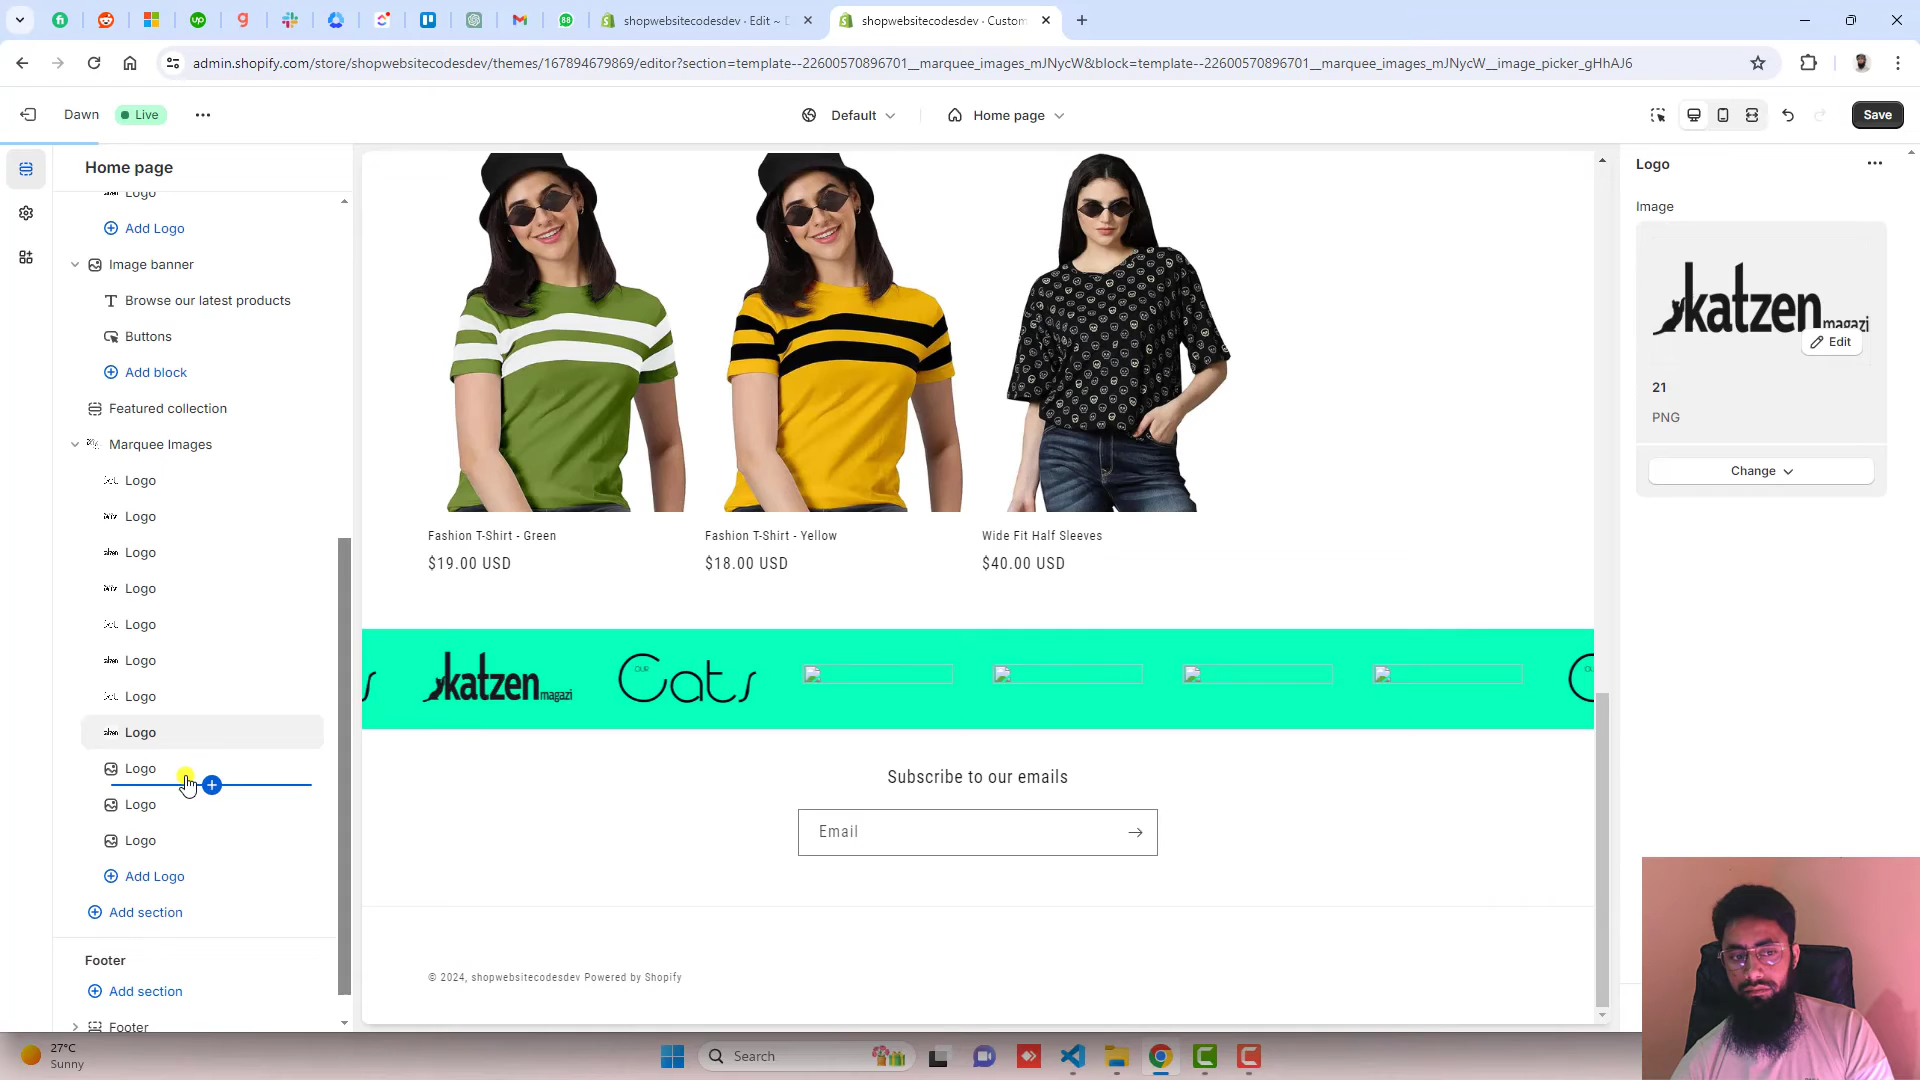 shopwebsitecodesdev · Edit ~ D
shopwebsitecodesdev · Custom
admin.shopify.com/store/shopwebsitecodesdev/themes/167894679869/editor?section=template--22600570896701__marquee_images_mJNycW&block=template--22600570896701__marquee_images_mJNycW__image_picker_gHhAJ6
Dawn
Live
Default
Home page
Save
Home page
Logo
Add Logo
Image banner
Browse our latest products
Buttons
Add block
Featured collection
Marquee Images
Logo
Logo
Logo
Logo
Logo
Logo
Logo
Logo
Logo
Logo
Logo
Add Logo
Add section
Footer
Add section
Footer
Fashion T-Shirt - Green
$19.00 USD
Fashion T-Shirt - Yellow
$18.00 USD
Wide Fit Half Sleeves
$40.00 USD
katzen magazi
OUR Cats
Subscribe to our emails
Email
© 2024, shopwebsitecodesdev Powered by Shopify
Logo
Image
katzen magazi
Edit
21
PNG
Change
27°C
Sunny
Search